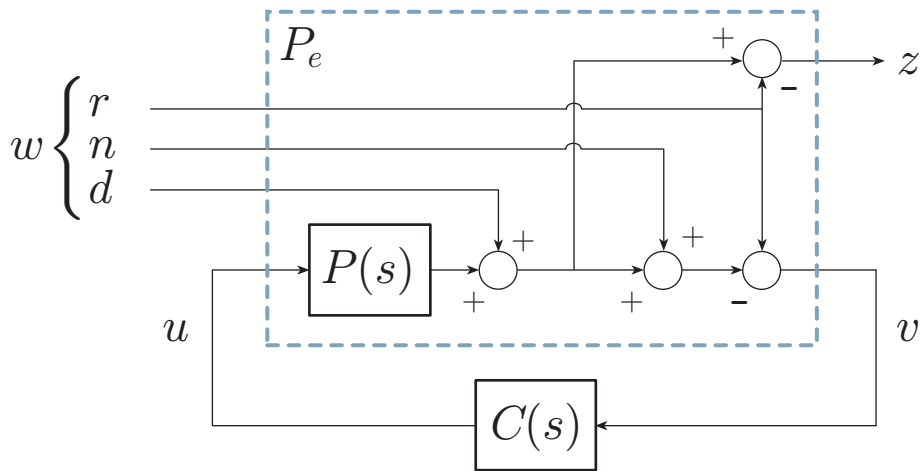 P_e
+
z
−
r
w {
n
d
+
+
P(s)
+
+
−
u
v
C(s)